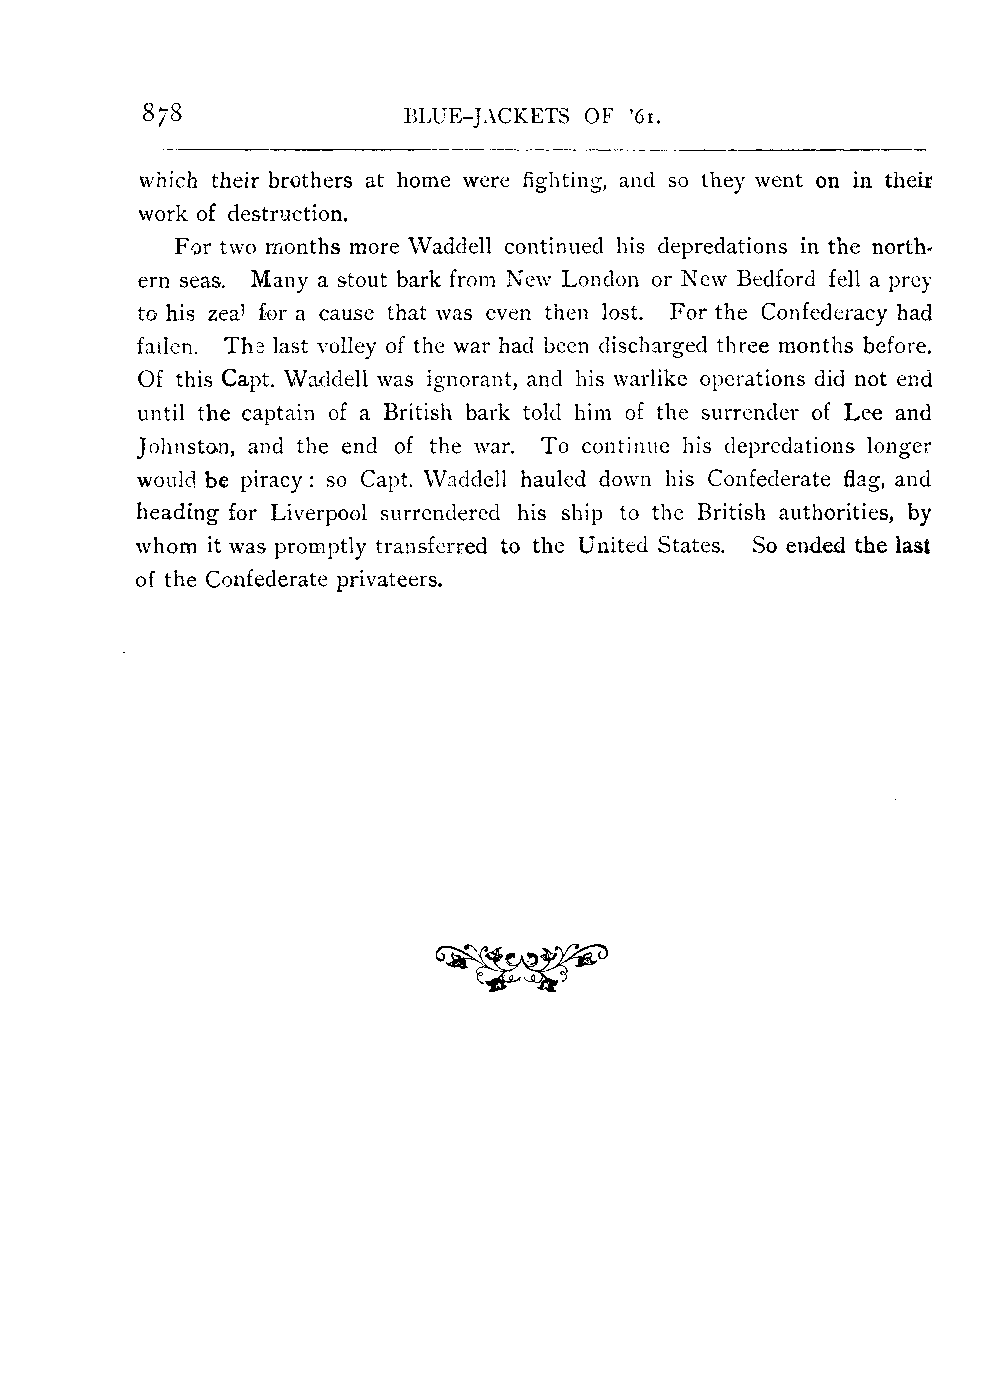 878 BLUE-JACKETS OF '61.
which their brothers at home were fighting, and so they went on in their
work of destruction.
For two months more Waddell continued his depredations in the north-
ern seas. Many a stout bark from New London or New Bedford fell a prey
to his zeal for a cause that was even then lost. For the Confederacy had
fallen. The last volley of the war had been discharged three months before.
Of this Capt. Waddell was ignorant, and his warlike operations did not end
until the captain of a British bark told him of the surrender of Lee and
Johnston, and the end of the war. To continue his depredations longer
would be piracy: so Capt. Waddell hauled down his Confederate flag, and
heading for Liverpool surrendered his ship to the British authorities, by
whom it was promptly transferred to the United States. So ended the last
of the Confederate privateers.